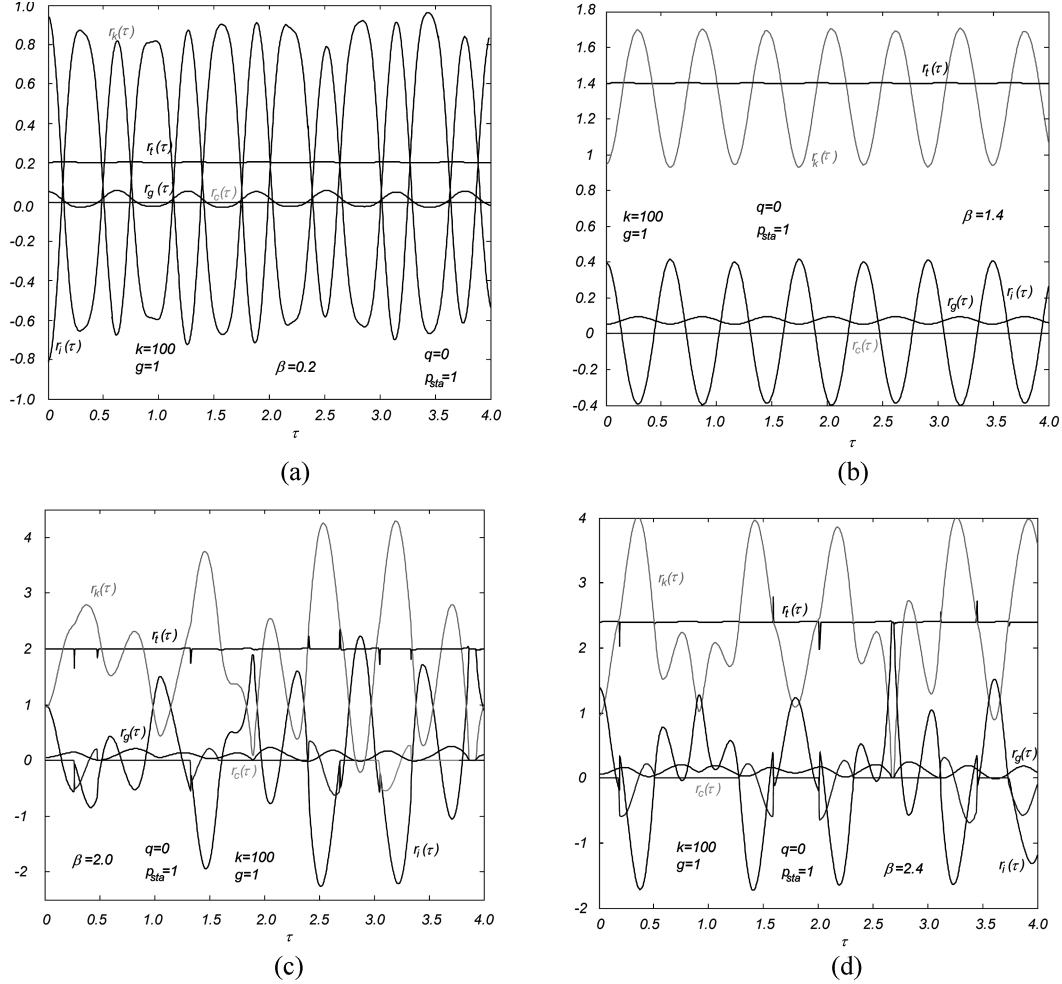 1.0
0.8
0.6
0.4
0.2
0.0
-0.2
-0.4
-0.6
-0.8
-1.0
0.0 0.5 1.0 1.5 2.0 2.5 3.0 3.5 4.0
τ
r_k(τ)
r_t(τ)
r_g(τ)
r_c(τ)
r_i(τ)
k=100
g=1
β=0.2
q=0
p_sta=1
(a)
1.8
1.6
1.4
1.2
1
0.8
0.6
0.4
0.2
0
-0.2
-0.4
0.0 0.5 1.0 1.5 2.0 2.5 3.0 3.5 4.0
τ
r_t(τ)
r_k(τ)
k=100
g=1
q=0
p_sta=1
β=1.4
r_g(τ)
r_i(τ)
r_c(τ)
(b)
4
3
2
1
0
-1
-2
0 0.5 1.0 1.5 2.0 2.5 3.0 3.5 4.0
τ
r_k(τ)
r_t(τ)
r_g(τ)
r_c(τ)
r_i(τ)
β=2.0
q=0
p_sta=1
k=100
g=1
(c)
4
3
2
1
0
-1
-2
0 0.5 1.0 1.5 2.0 2.5 3.0 3.5 4.0
τ
r_k(τ)
r_t(τ)
r_g(τ)
r_c(τ)
k=100
g=1
q=0
p_sta=1
β=2.4
r_i(τ)
(d)